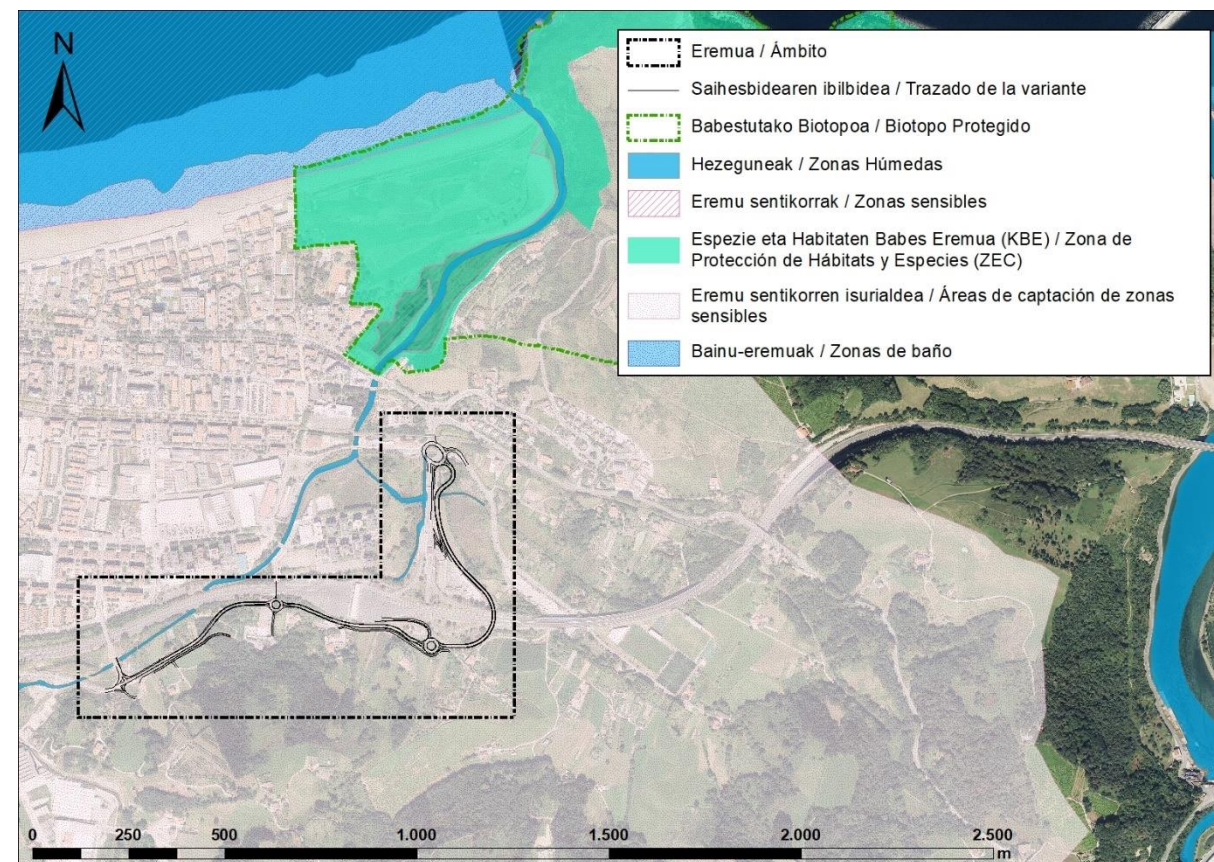 N
Eremua / Ámbito
Saihesbidearen ibilbidea / Trazado de la variante
Babestutako Biotopoa / Biotopo Protegido
Hezeguneak / Zonas Húmedas
Eremu sentikorrak / Zonas sensibles
Espezie eta Habitaten Babes Eremua (KBE) / Zona de
Protección de Hábitats y Especies (ZEC)
Eremu sentikorren isurialdea / Áreas de captación de zonas
sensibles
Bainu-eremuak / Zonas de baño
0 250 500 1.000 1.500 2.000 2.500
m